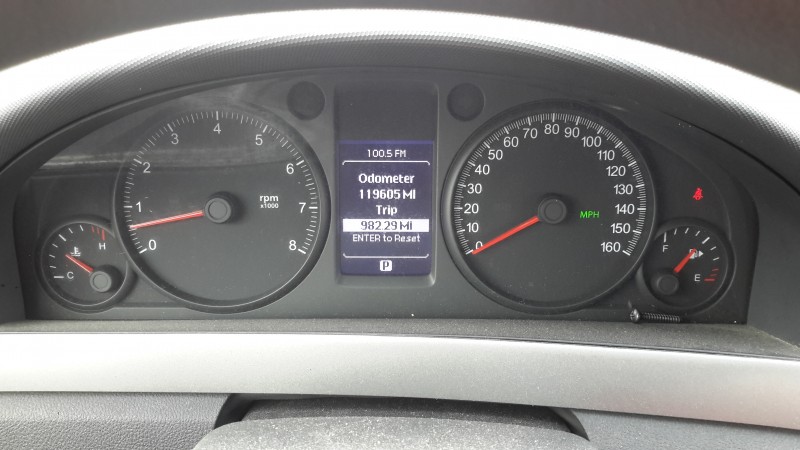 0
1
2
3
4
5
6
7
8
rpm
x1000
C
H
100.5 FM
Odometer
119605 MI
Trip
982.29 MI
ENTER to Reset
P
0
10
20
30
40
50
60
70
80
90
100
110
120
130
140
150
160
MPH
F
E